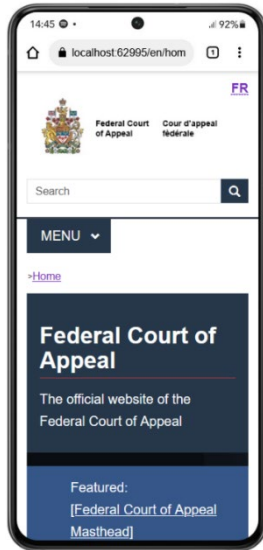 14:45
92%
localhost:62995/en/hom
1
FR
Federal Court Cour d'appel
of Appeal fédérale
Search
MENU
>Home
Federal Court of
Appeal
The official website of the
Federal Court of Appeal
Featured:
[Federal Court of Appeal
Masthead]